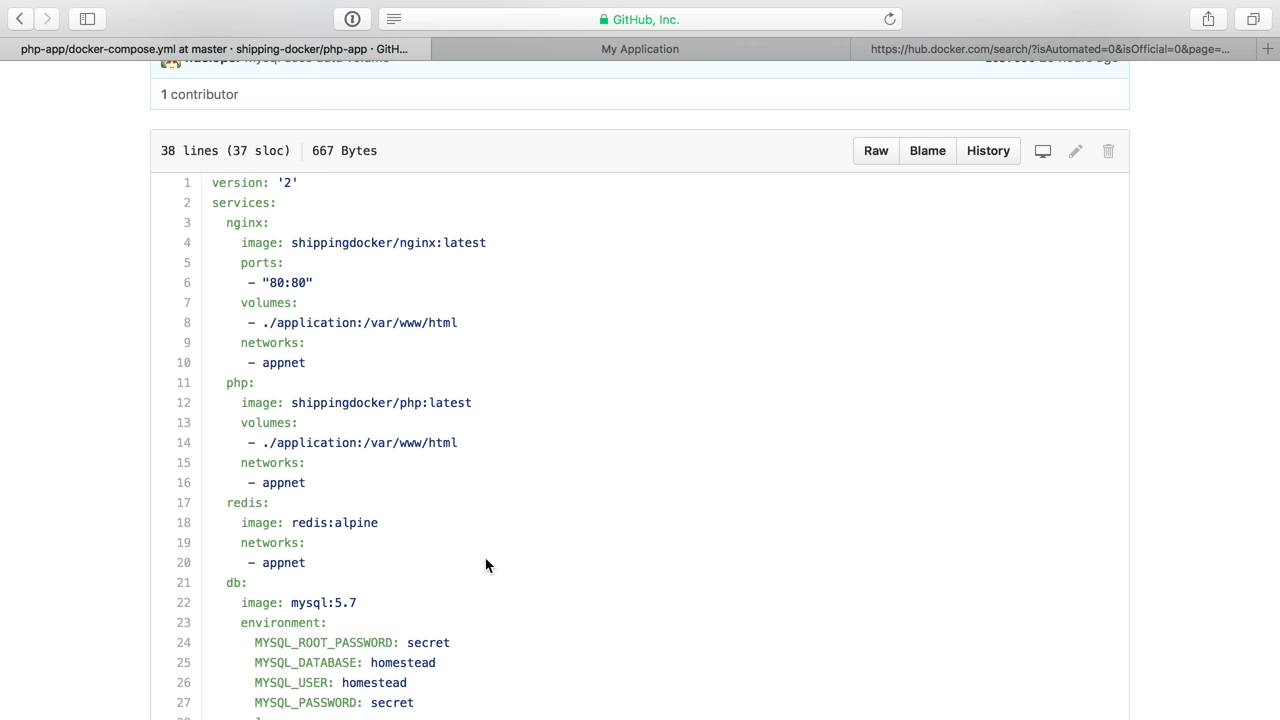 GitHub, Inc.
php-app/docker-compose.yml at master · shipping-docker/php-app · GitH...
My Application
https://hub.docker.com/search/?isAutomated=0&isOfficial=0&page=...
1 contributor
38 lines (37 sloc) 667 Bytes
Raw Blame History
1 version: '2'
2 services:
3 nginx:
4 image: shippingdocker/nginx:latest
5 ports:
6 - "80:80"
7 volumes:
8 - ./application:/var/www/html
9 networks:
10 - appnet
11 php:
12 image: shippingdocker/php:latest
13 volumes:
14 - ./application:/var/www/html
15 networks:
16 - appnet
17 redis:
18 image: redis:alpine
19 networks:
20 - appnet
21 db:
22 image: mysql:5.7
23 environment:
24 MYSQL_ROOT_PASSWORD: secret
25 MYSQL_DATABASE: homestead
26 MYSQL_USER: homestead
27 MYSQL_PASSWORD: secret